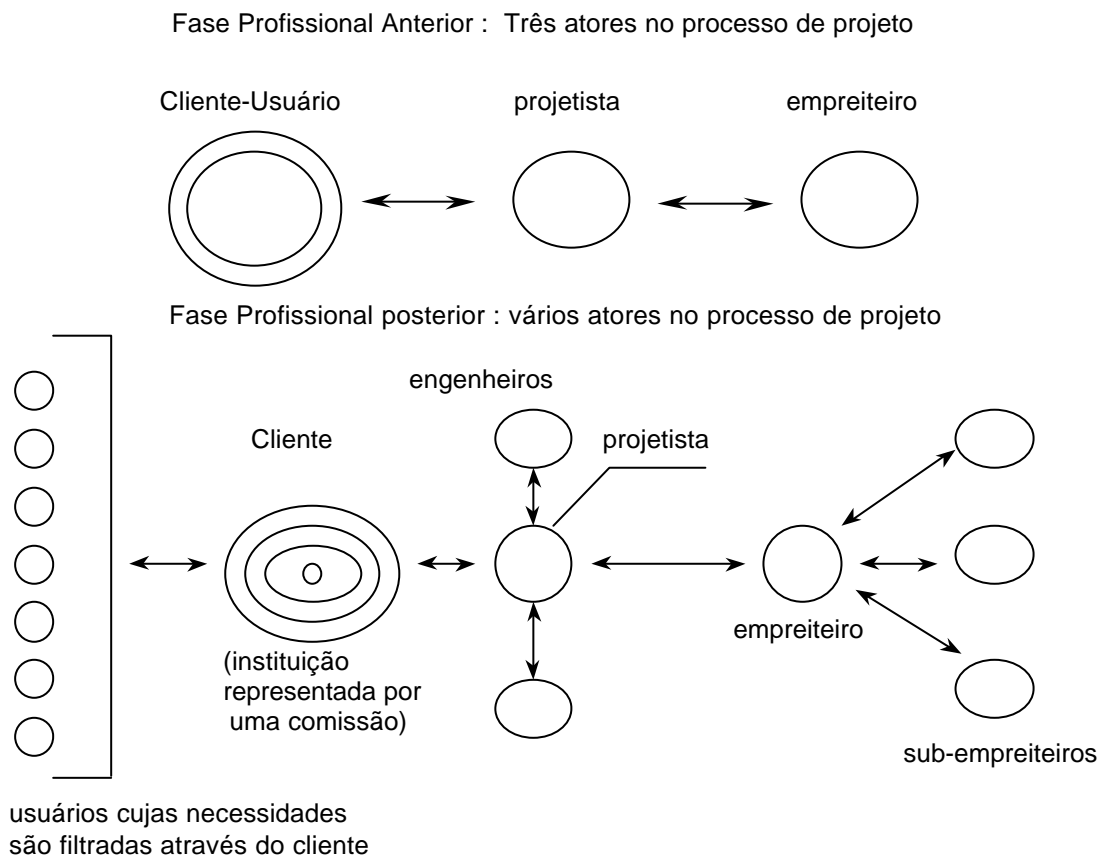 Fase Profissional Anterior : Três atores no processo de projeto
Cliente-Usuário
projetista
empreiteiro
Fase Profissional posterior : vários atores no processo de projeto
engenheiros
Cliente
projetista
empreiteiro
(instituição
representada por
uma comissão)
sub-empreiteiros
usuários cujas necessidades
são filtradas através do cliente